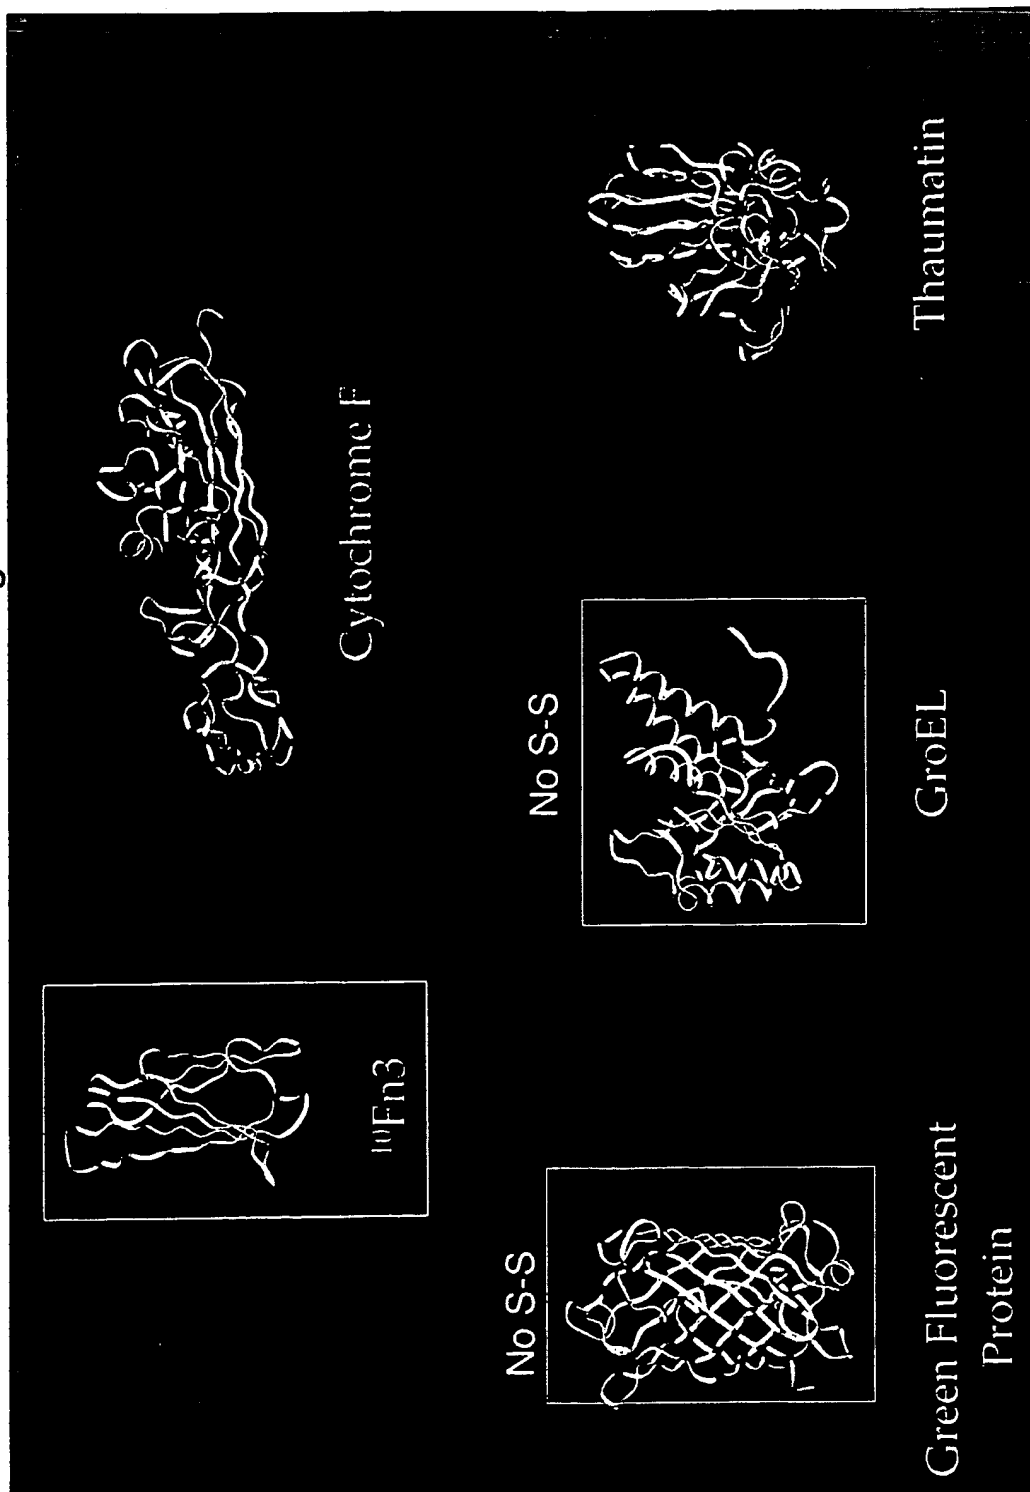 ¹⁰Fn3
Cytochrome F
No S-S
No S-S
Green Fluorescent
Protein
GroEL
Thaumatin